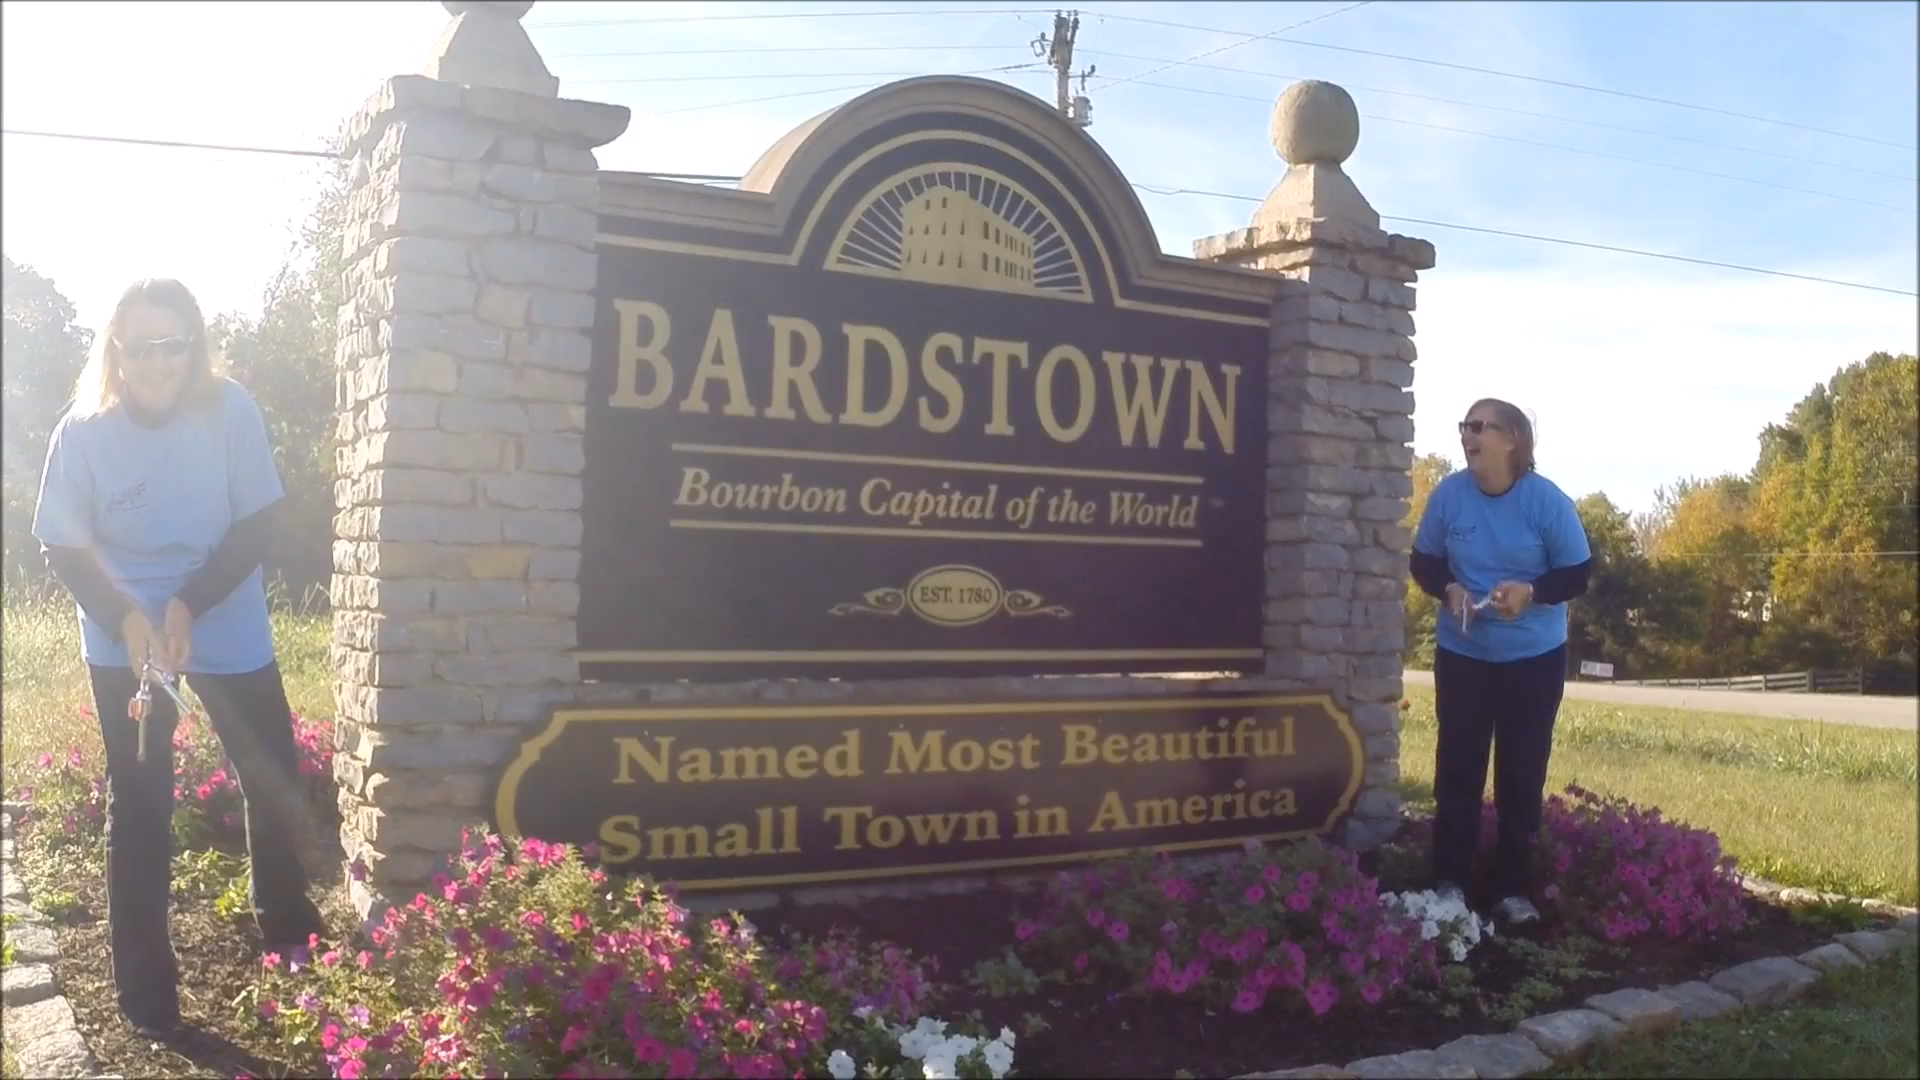 BARDSTOWN
Bourbon Capital of the World
EST. 1780
Named Most Beautiful
Small Town in America